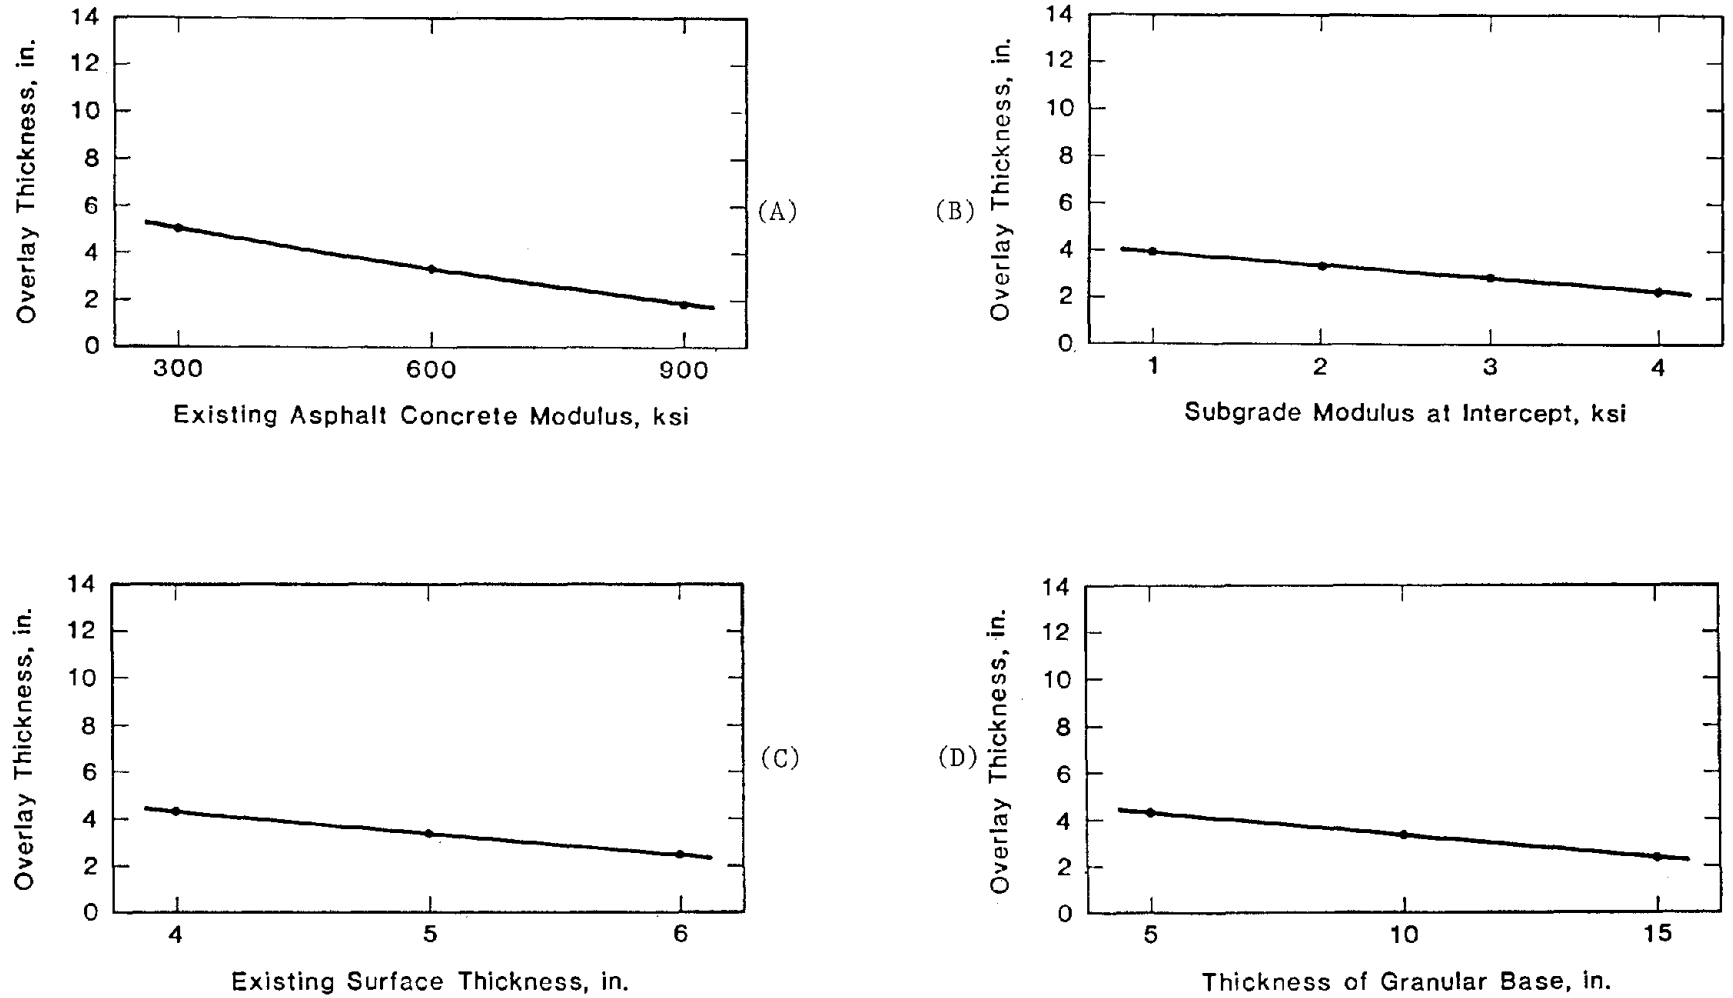 14
12
10
8
6
4
2
0
Overlay Thickness, in.
300 600 900
Existing Asphalt Concrete Modulus, ksi
(A)
(B)
14
12
10
8
6
4
2
0
Overlay Thickness, in.
1 2 3 4
Subgrade Modulus at Intercept, ksi
14
12
10
8
6
4
2
0
Overlay Thickness, in.
4 5 6
Existing Surface Thickness, in.
(C)
(D)
14
12
10
8
6
4
2
0
Overlay Thickness, in.
5 10 15
Thickness of Granular Base, in.